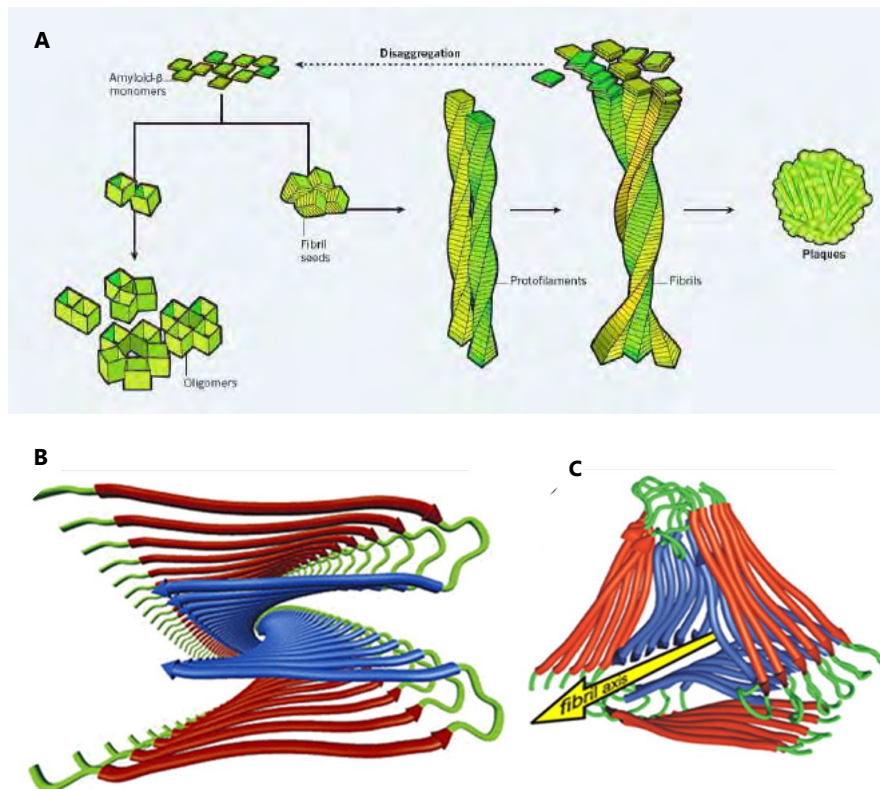 A
Disaggregation
Amyloid-β
monomers
Fibril
seeds
Protofilaments
Fibrils
Plaques
Oligomers
B
C
fibril axis